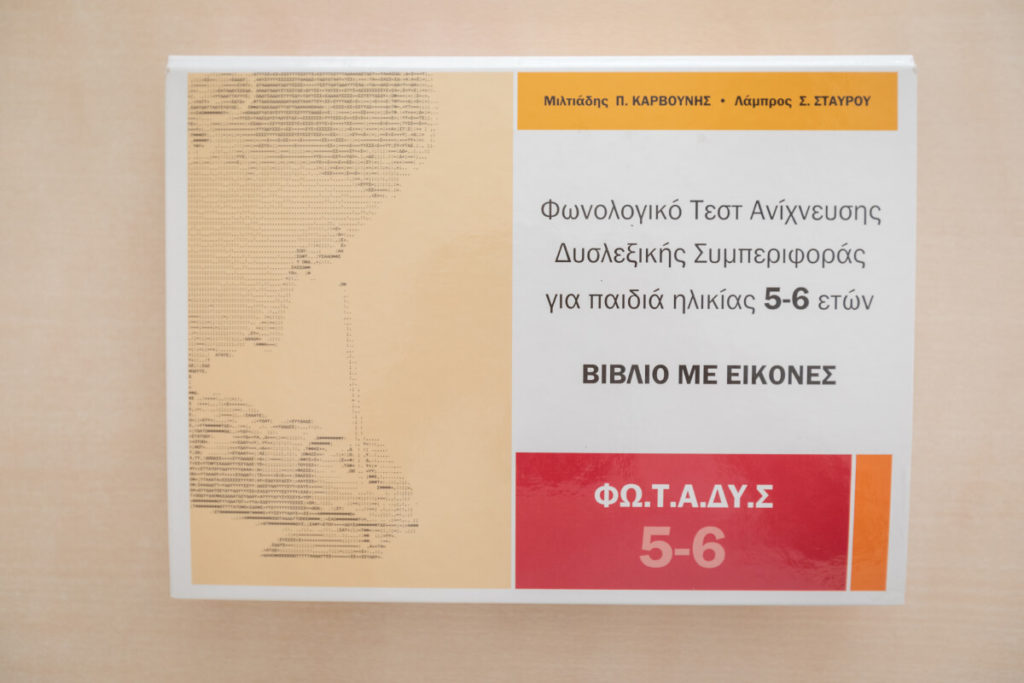 Μιλτιάδης Π. ΚΑΡΒΟΥΝΗΣ • Λάμπρος Σ. ΣΤΑΥΡΟΥ
Φωνολογικό Τεστ Ανίχνευσης
Δυσλεξικής Συμπεριφοράς
για παιδιά ηλικίας 5-6 ετών
ΒΙΒΛΙΟ ΜΕ ΕΙΚΟΝΕΣ
ΦΩ.Τ.Α.ΔΥ.Σ
5-6